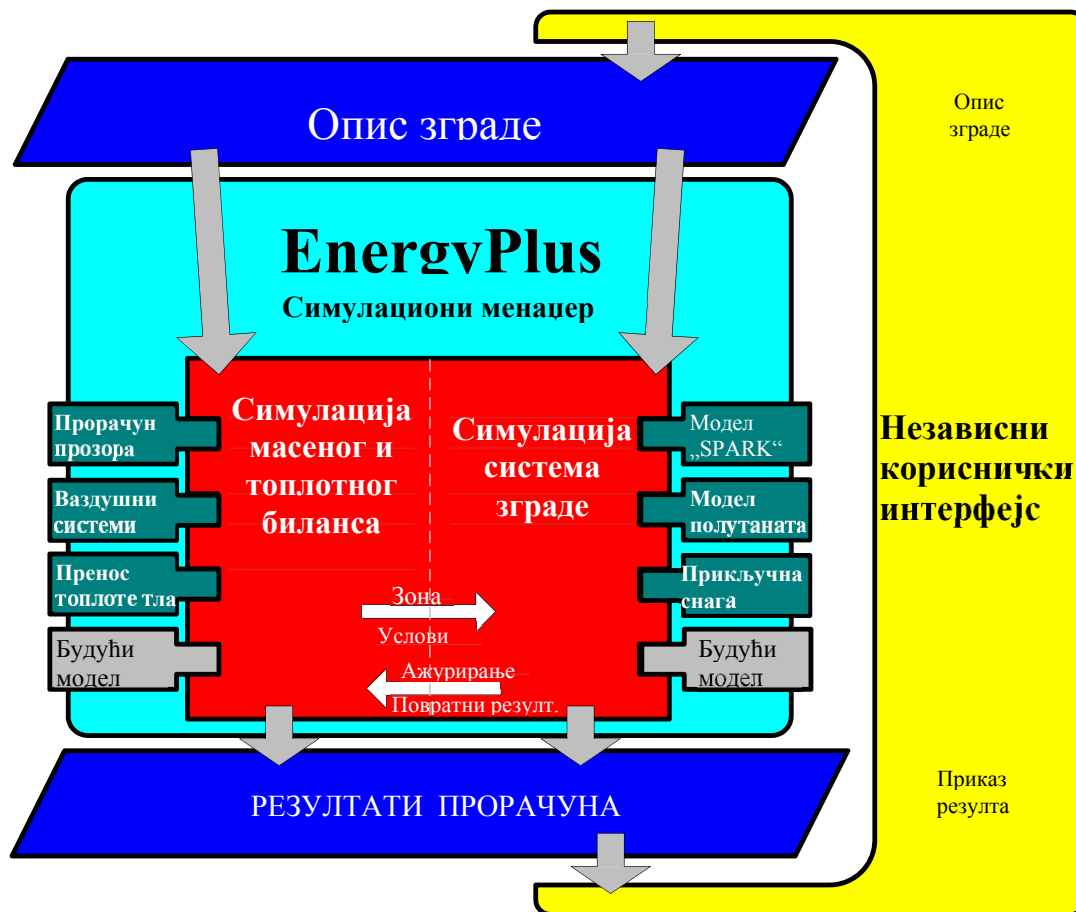 Опис зграде
Опис
зграде
EnergyPlus
Симулациони менаџер
Симулација
масеног и
топлотног
биланса
Симулација
система
зграде
Прорачун
прозора
Ваздушни
системи
Пренос
топлоте тла
Будући
модел
Модел
„SPARK“
Модел
полутаната
Прикључна
снага
Будући
модел
Зона
Услови
Ажурирање
Повратни резулт.
Независни
кориснички
интерфејс
РЕЗУЛТАТИ ПРОРАЧУНА
Приказ
резулта